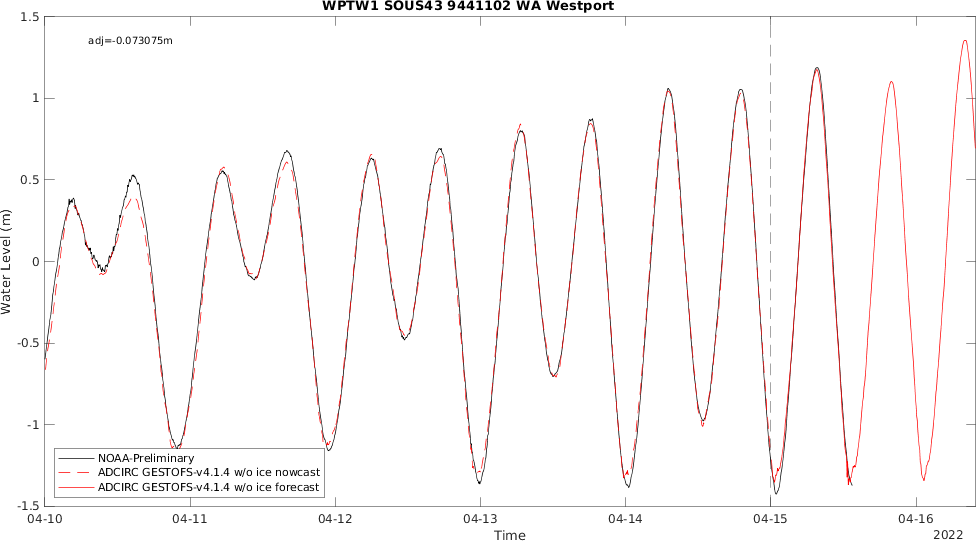 WPTW1 SOUS43 9441102 WA Westport
adj=-0.073075m
1.5
1
0.5
0
-0.5
-1
-1.5
Water Level (m)
NOAA-Preliminary
ADCIRC GESTOFS-v4.1.4 w/o ice nowcast
ADCIRC GESTOFS-v4.1.4 w/o ice forecast
04-10 04-11 04-12 04-13 04-14 04-15 04-16
Time
2022